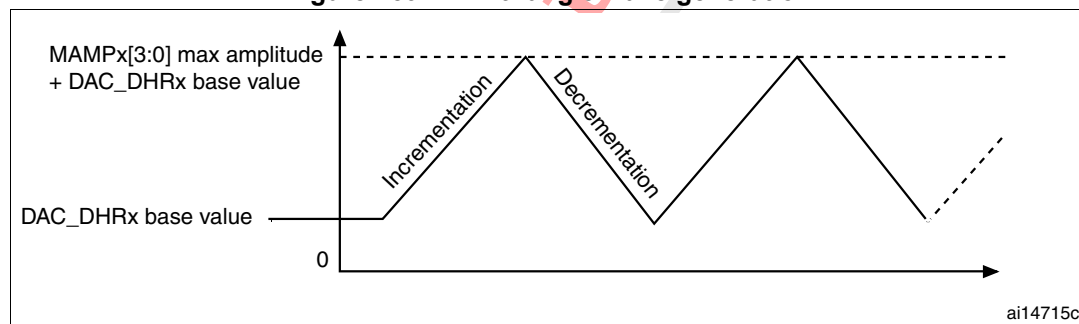 MAMPx[3:0] max amplitude
+ DAC_DHRx base value
Incrementation
Decrementation
DAC_DHRx base value
0
ai14715c